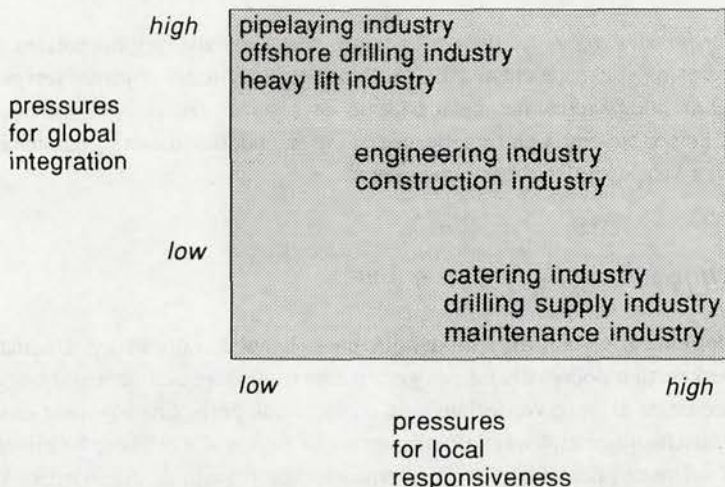 high
pipelaying industry
offshore drilling industry
heavy lift industry
pressures
for global
integration
engineering industry
construction industry
low
catering industry
drilling supply industry
maintenance industry
low
high
pressures
for local
responsiveness